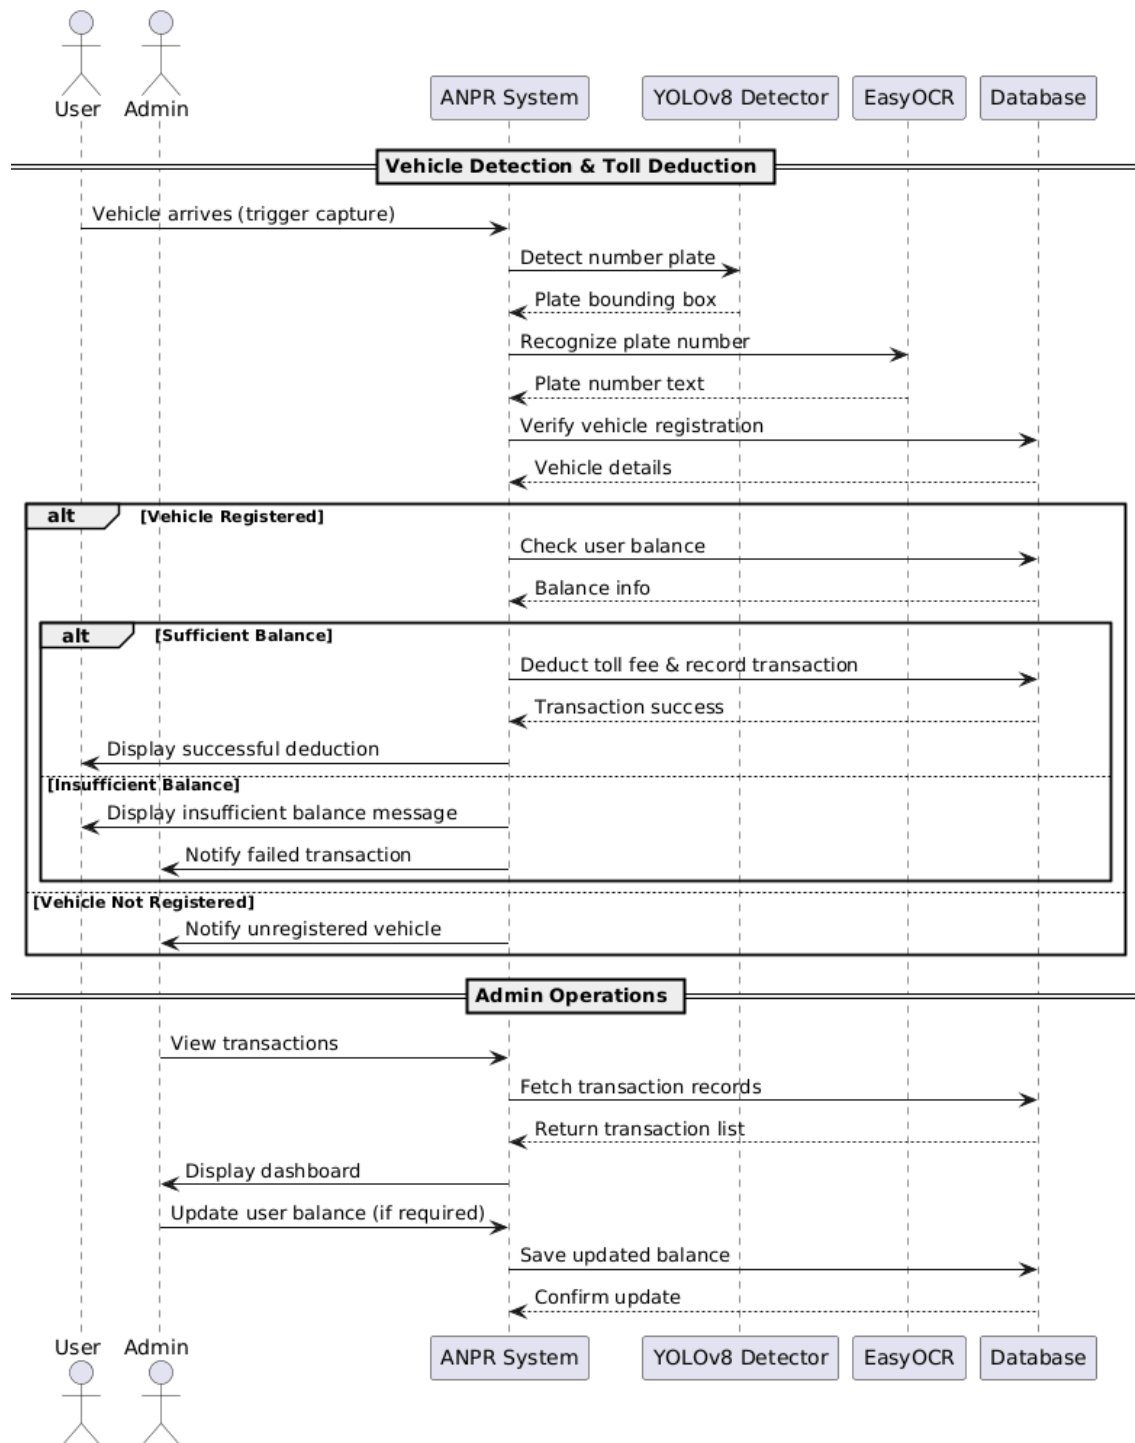 User
Admin
ANPR System
YOLOv8 Detector
EasyOCR
Database
Vehicle Detection & Toll Deduction
Vehicle arrives (trigger capture)
Detect number plate
Plate bounding box
Recognize plate number
Plate number text
Verify vehicle registration
Vehicle details
alt [Vehicle Registered]
Check user balance
Balance info
alt [Sufficient Balance]
Deduct toll fee & record transaction
Transaction success
Display successful deduction
[Insufficient Balance]
Display insufficient balance message
Notify failed transaction
[Vehicle Not Registered]
Notify unregistered vehicle
Admin Operations
View transactions
Fetch transaction records
Return transaction list
Display dashboard
Update user balance (if required)
Save updated balance
Confirm update
User
Admin
ANPR System
YOLOv8 Detector
EasyOCR
Database